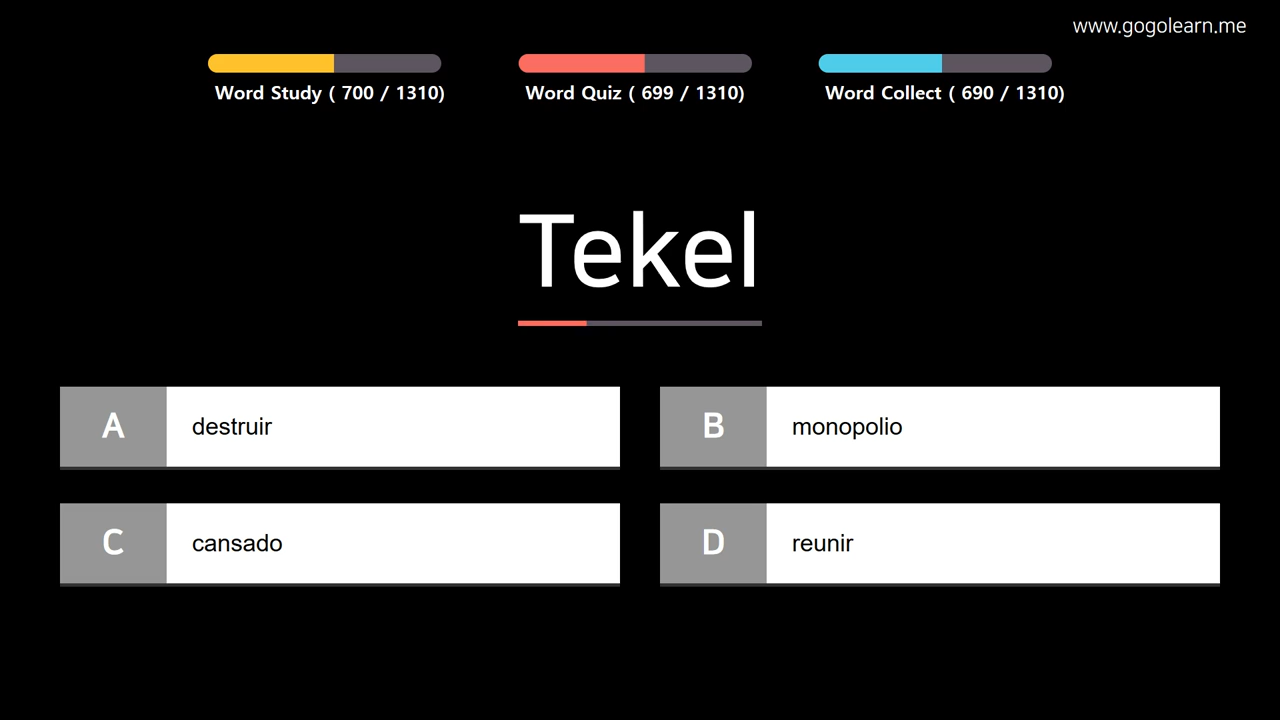 www.gogolearn.me
Word Study ( 700 / 1310)
Word Quiz ( 699 / 1310)
Word Collect ( 690 / 1310)
Tekel
A destruir
B monopolio
C cansado
D reunir